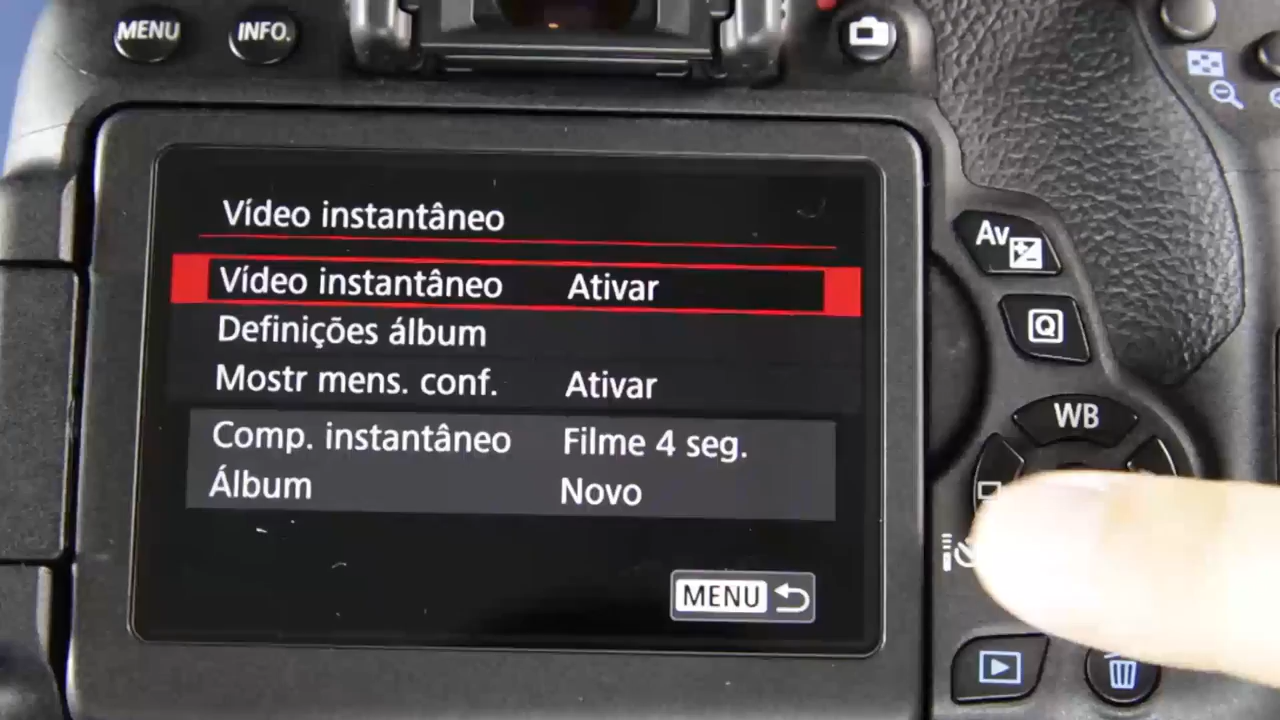 MENU
INFO.
Vídeo instantâneo
Vídeo instantâneo Ativar
Definições álbum
Mostr mens. conf. Ativar
Comp. instantâneo Filme 4 seg.
Álbum Novo
MENU
Av
Q
WB